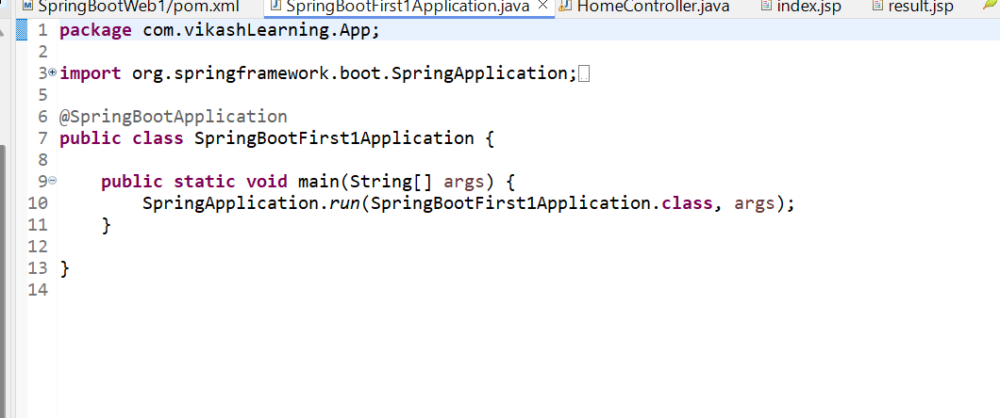 SpringBootWeb1/pom.xml SpringBootFirst1Application.java HomeController.java index.jsp result.jsp
1 package com.vikashLearning.App;
2
3 import org.springframework.boot.SpringApplication;
5
6 @SpringBootApplication
7 public class SpringBootFirst1Application {
8
9 public static void main(String[] args) {
10 SpringApplication.run(SpringBootFirst1Application.class, args);
11 }
12
13 }
14